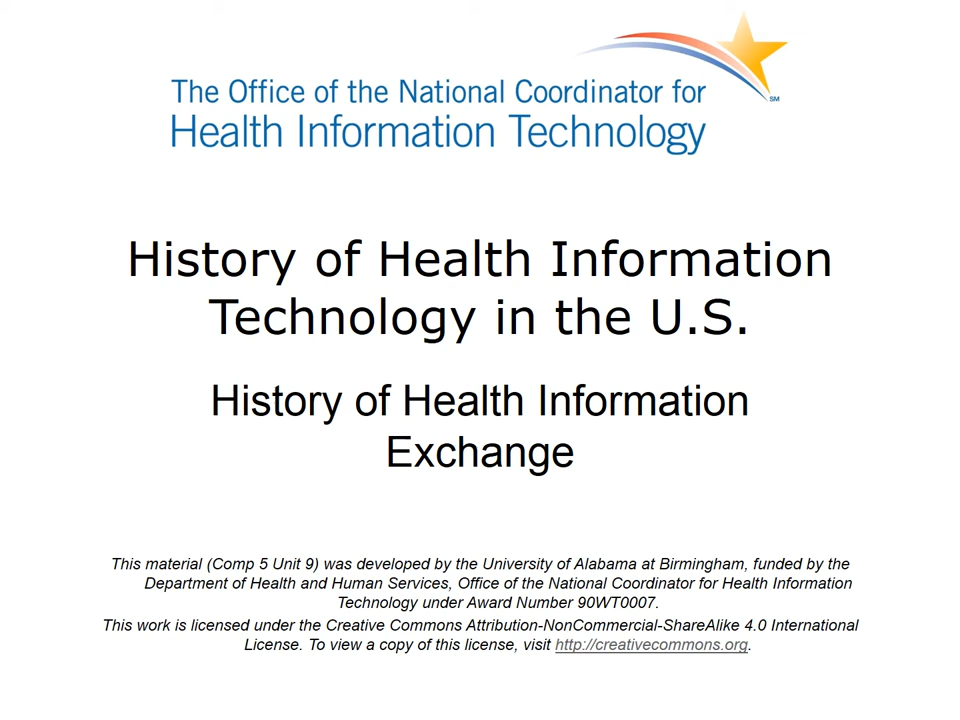 The Office of the National Coordinator for
Health Information Technology
SM
History of Health Information
Technology in the U.S.
History of Health Information
Exchange
This material (Comp 5 Unit 9) was developed by the University of Alabama at Birmingham, funded by the
Department of Health and Human Services, Office of the National Coordinator for Health Information
Technology under Award Number 90WT0007.
This work is licensed under the Creative Commons Attribution-NonCommercial-ShareAlike 4.0 International
License. To view a copy of this license, visit http://creativecommons.org.